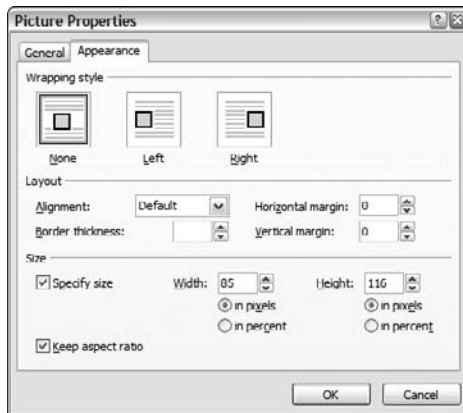 Picture Properties
General Appearance
Wrapping style
None Left Right
Layout
Alignment: Default Horizontal margin: 0
Border thickness: Vertical margin: 0
Size
Specify size Width: 85 Height: 116
in pixels in pixels
in percent in percent
Keep aspect ratio
OK Cancel